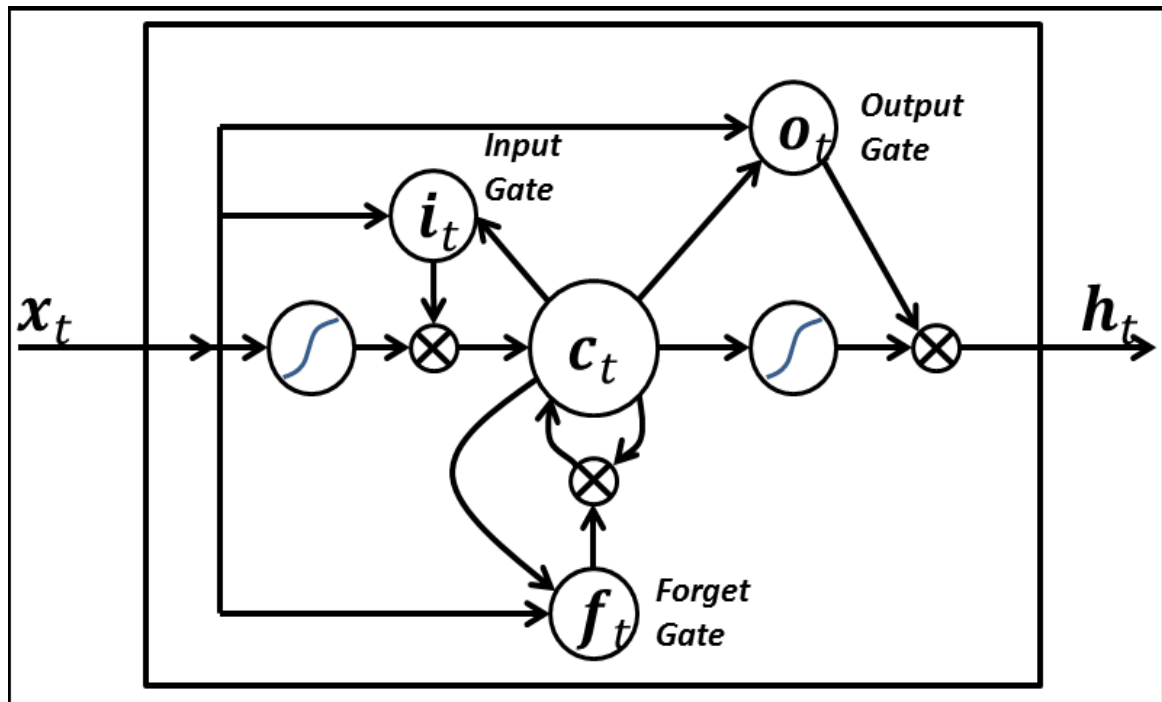 Output
Gate
o_t
Input
Gate
i_t
x_t
c_t
h_t
Forget
Gate
f_t